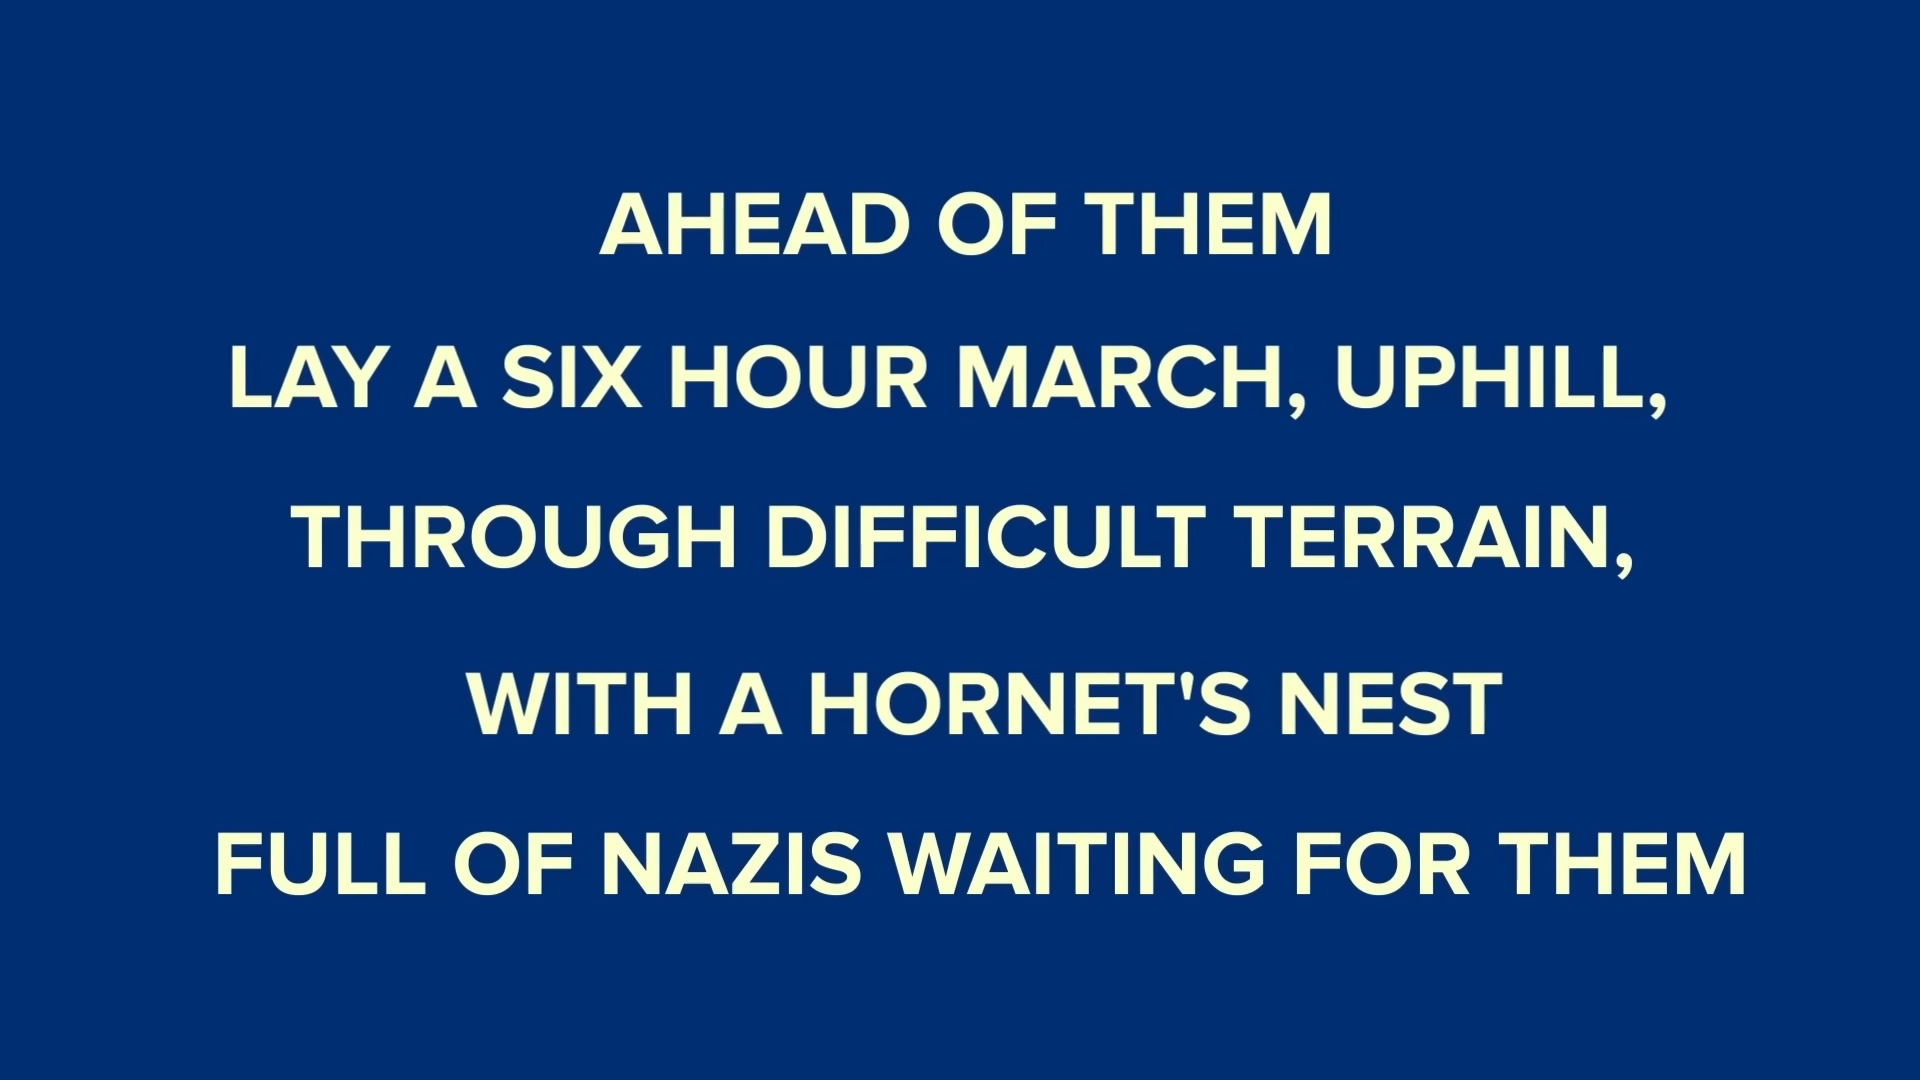 AHEAD OF THEM
LAY A SIX HOUR MARCH, UPHILL,
THROUGH DIFFICULT TERRAIN,
WITH A HORNET'S NEST
FULL OF NAZIS WAITING FOR THEM